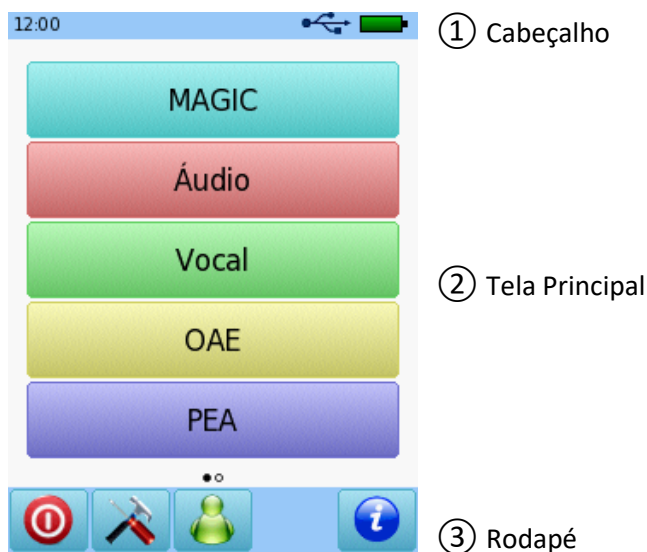 12:00
① Cabeçalho
MAGIC
Áudio
Vocal
② Tela Principal
OAE
PEA
③ Rodapé